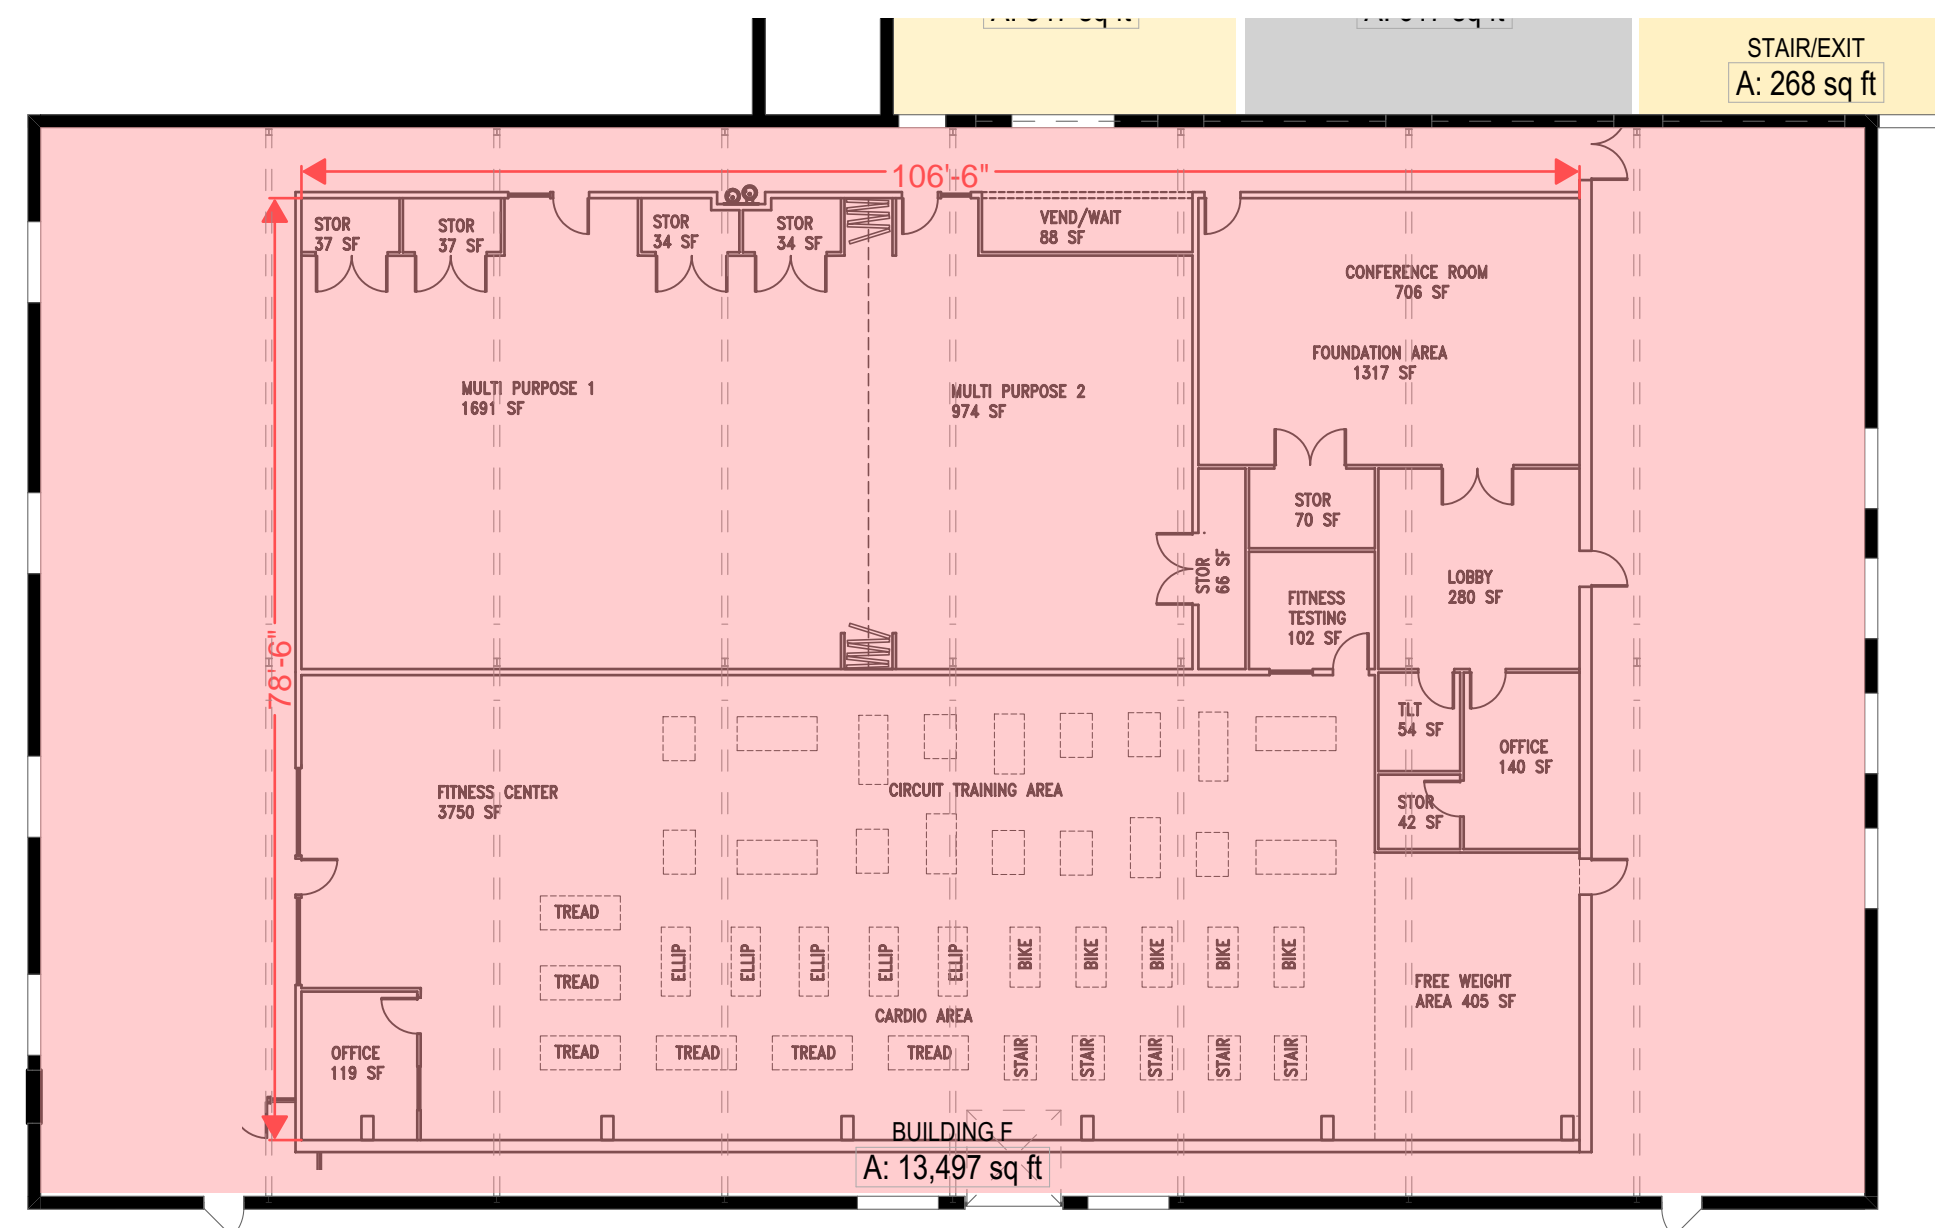 STAIR/EXIT
A: 268 sq ft
106'-6"
STOR
37 SF
STOR
37 SF
STOR
34 SF
STOR
34 SF
VEND/WAIT
88 SF
CONFERENCE ROOM
706 SF
FOUNDATION AREA
1317 SF
MULTI PURPOSE 1
1691 SF
MULTI PURPOSE 2
974 SF
STOR
70 SF
STOR
66 SF
FITNESS
TESTING
102 SF
LOBBY
280 SF
78'-6"
TLT
54 SF
OFFICE
140 SF
STOR
42 SF
FITNESS CENTER
3750 SF
CIRCUIT TRAINING AREA
TREAD
ELLIP
ELLIP
ELLIP
ELLIP
ELLIP
BIKE
BIKE
BIKE
BIKE
BIKE
TREAD
FREE WEIGHT
AREA 405 SF
CARDIO AREA
OFFICE
119 SF
TREAD
TREAD
TREAD
TREAD
STAIR
STAIR
STAIR
STAIR
STAIR
BUILDING F
A: 13,497 sq ft